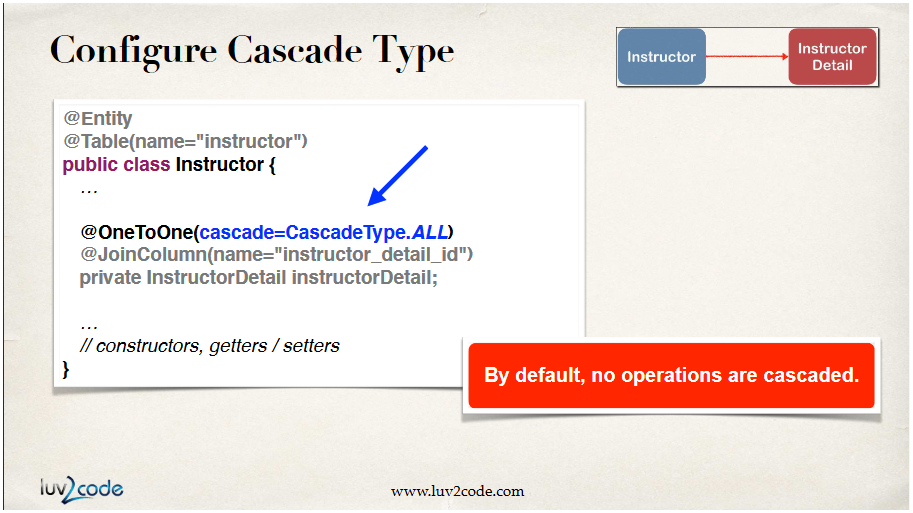 Configure Cascade Type
Instructor
Instructor
Detail
@Entity
@Table(name="instructor")
public class Instructor {
…
@OneToOne(cascade=CascadeType.ALL)
@JoinColumn(name="instructor_detail_id")
private InstructorDetail instructorDetail;
…
// constructors, getters / setters
}
By default, no operations are cascaded.
luv2code
www.luv2code.com